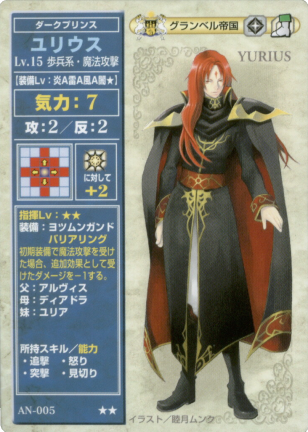 ダークプリンス
ユリウス
Lv.15 歩兵系・魔法攻撃
【装備Lv:炎A雷A風A闇★】
気力:7
攻:2/反:2
に対して
+2
指揮Lv:★★
装備:ヨツムンガンド
バリアリング
初期装備で魔法攻撃を受け
た場合、追加効果として受
けたダメージを−1する。
父:アルヴィス
母:ディアドラ
妹:ユリア
所持スキル/能力
・追撃 ・怒り
・突撃 ・見切り
AN-005 ★★
グランベル帝国
YURIUS
イラスト/睦月ムンク